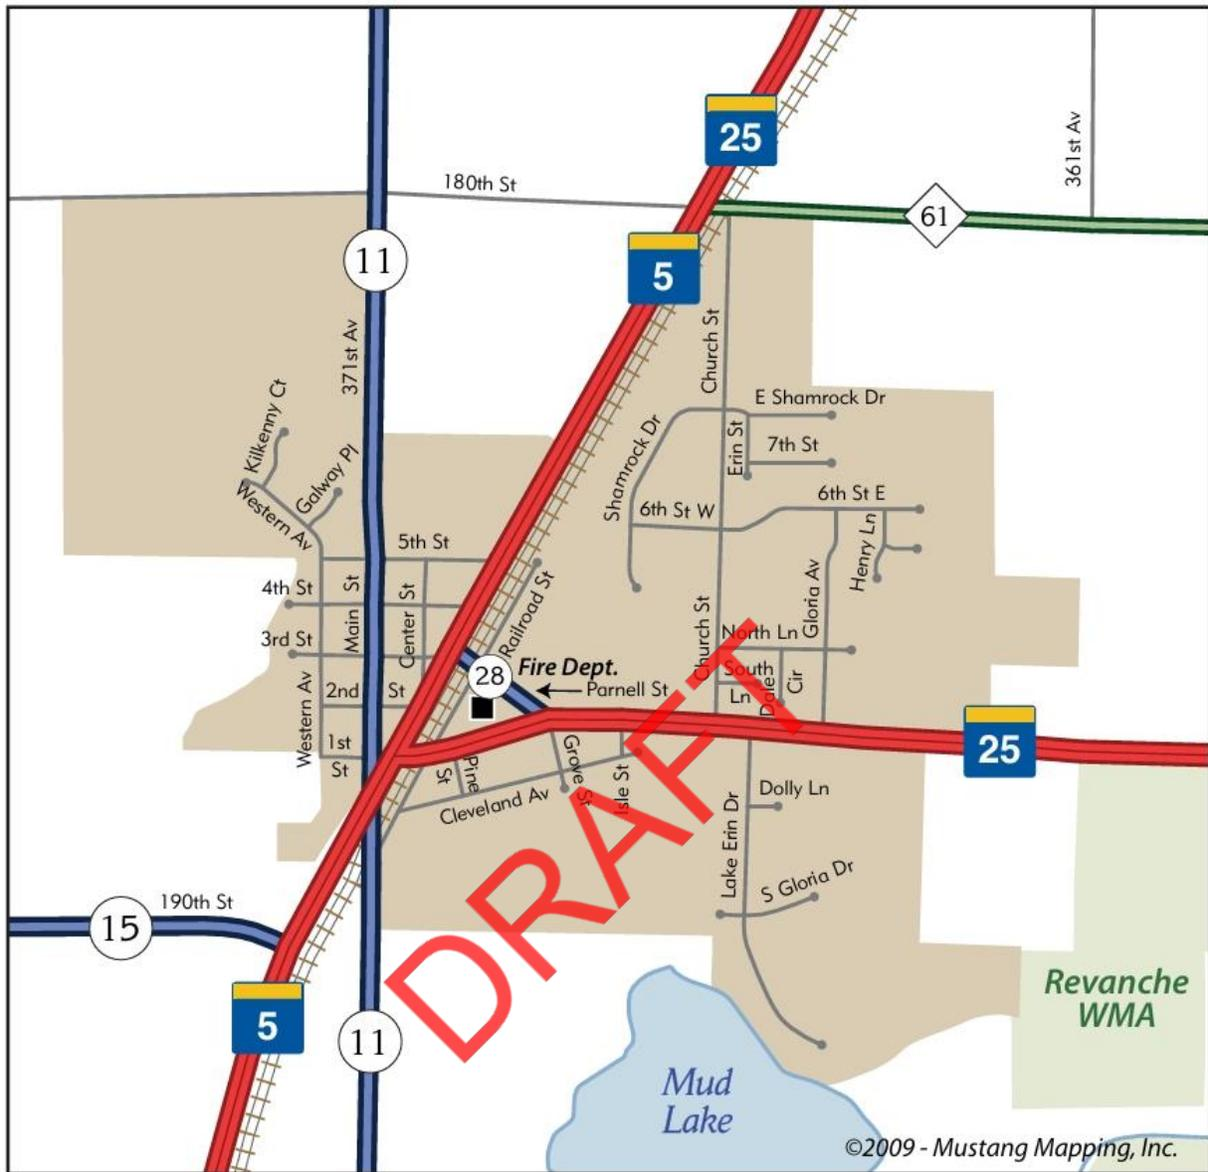 25
180th St
361st Av
61
11
5
371st Av
Church St
Kilkenny Ct
E Shamrock Dr
Shamrock Dr
Erin St
7th St
Galway Pl
Western Av
6th St E
6th St W
Henry Ln
5th St
4th St
Main St
Center St
Railroad St
Gloria Av
Church St
North Ln
3rd St
28
Fire Dept.
Parnell St
South Ln
Dale Cir
2nd St
Western Av
1st St
25
Pine St
Grove St
Isle St
Cleveland Av
Lake Erin Dr
Dolly Ln
S Gloria Dr
190th St
15
DRAFT
5
11
Revanche
WMA
Mud
Lake
©2009 - Mustang Mapping, Inc.